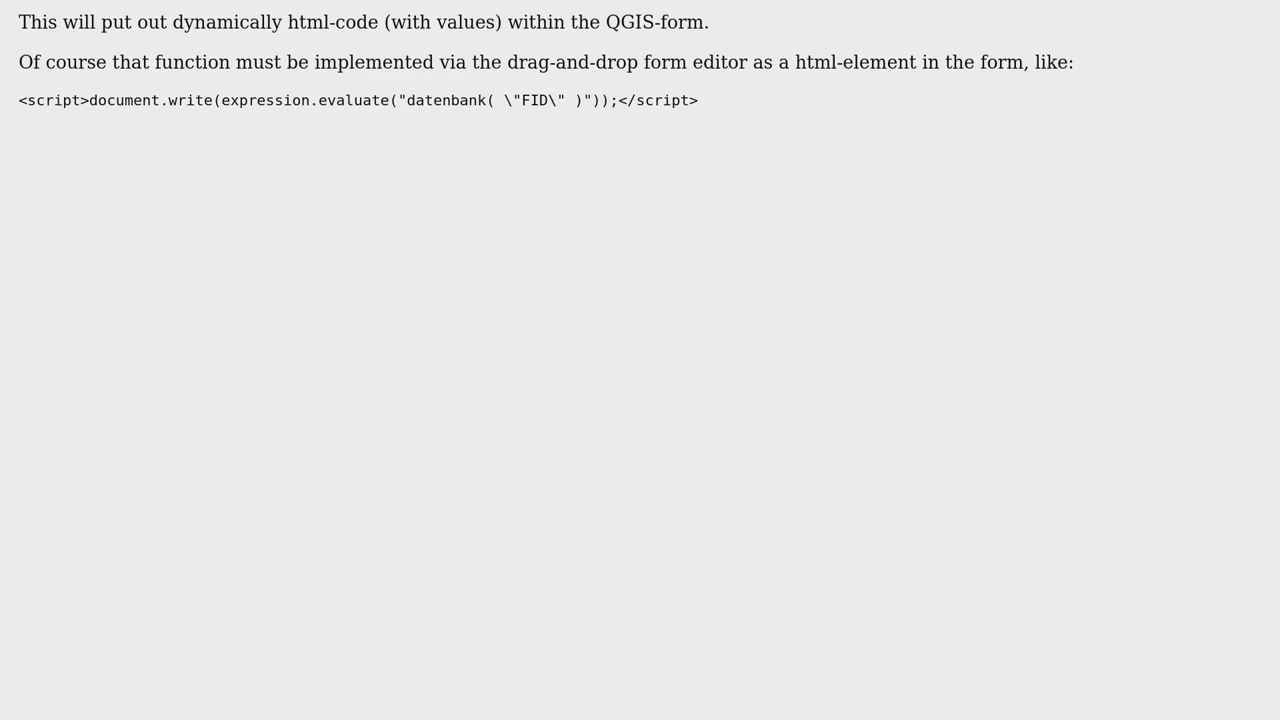 This will put out dynamically html-code (with values) within the QGIS-form.
Of course that function must be implemented via the drag-and-drop form editor as a html-element in the form, like:
<script>document.write(expression.evaluate("datenbank( \"FID\" )"));</script>